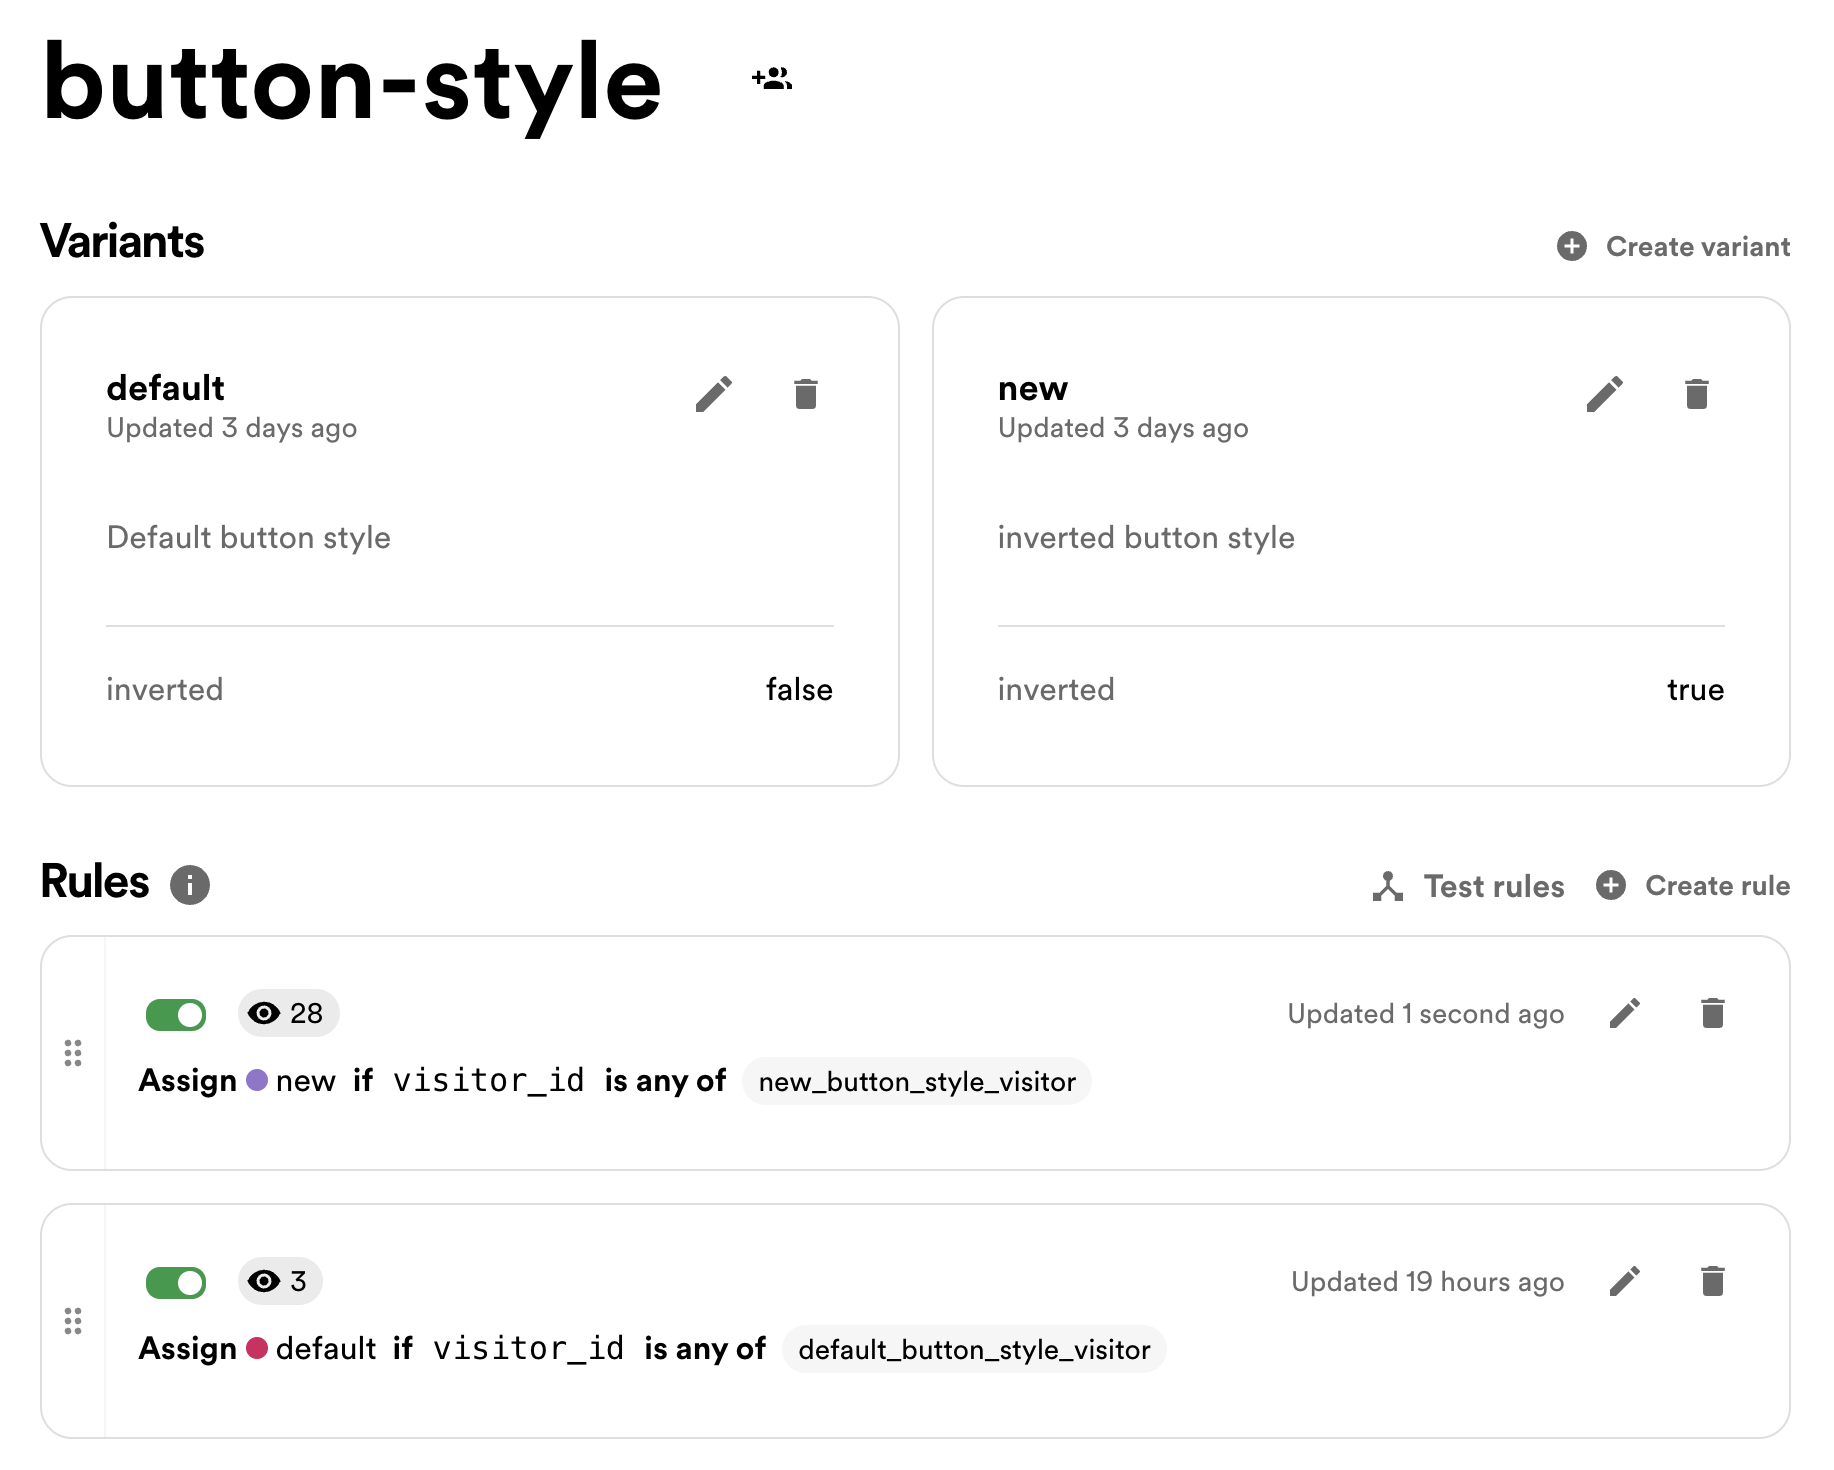 button-style
Variants
Create variant
default
Updated 3 days ago
Default button style
inverted false
new
Updated 3 days ago
inverted button style
inverted true
Rules
Test rules
Create rule
28
Updated 1 second ago
Assign new if visitor_id is any of new_button_style_visitor
3
Updated 19 hours ago
Assign default if visitor_id is any of default_button_style_visitor